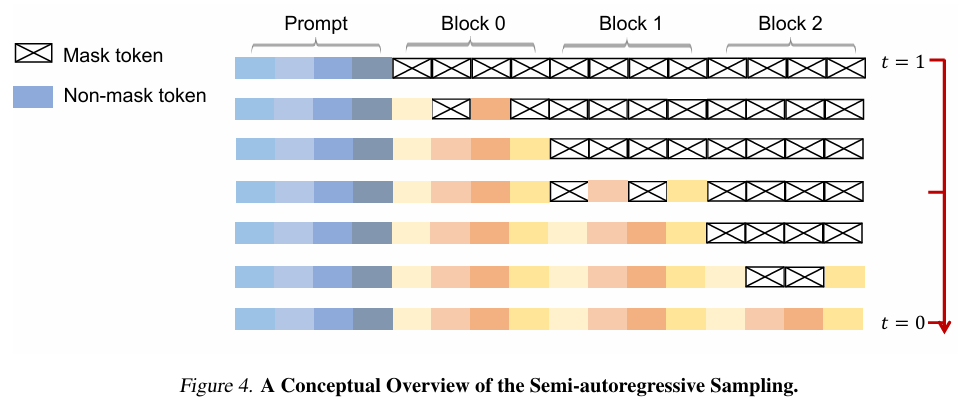 Prompt Block 0 Block 1 Block 2
Mask token
t = 1
Non-mask token
t = 0
Figure 4. A Conceptual Overview of the Semi-autoregressive Sampling.